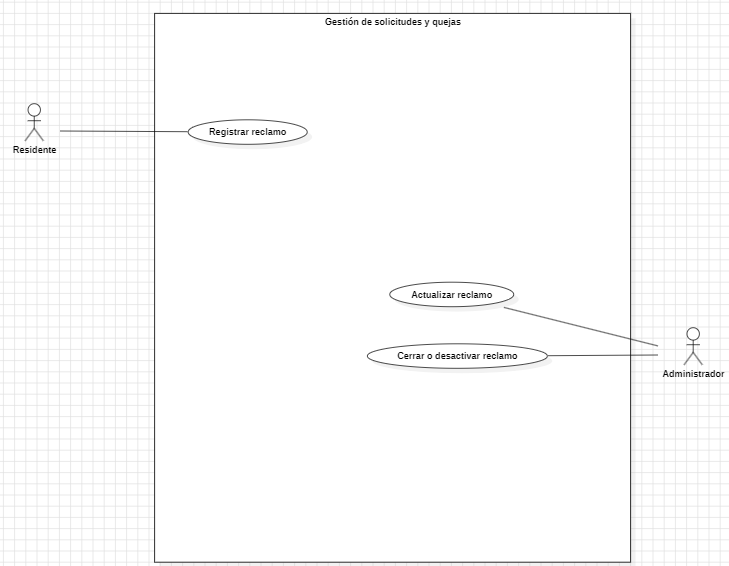 Gestión de solicitudes y quejas
Registrar reclamo
Residente
Actualizar reclamo
Cerrar o desactivar reclamo
Administrador